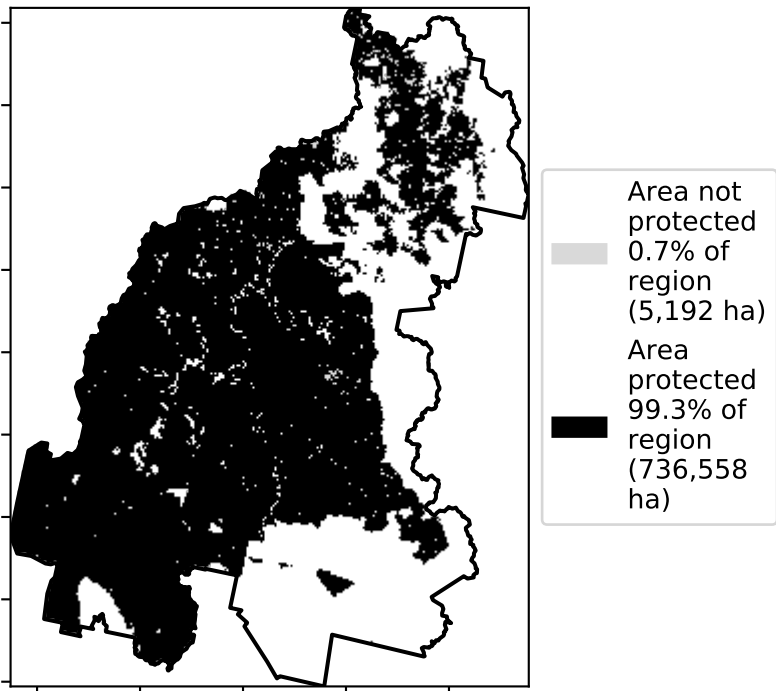 Area not
protected
0.7% of
region
(5,192 ha)
Area
protected
99.3% of
region
(736,558
ha)